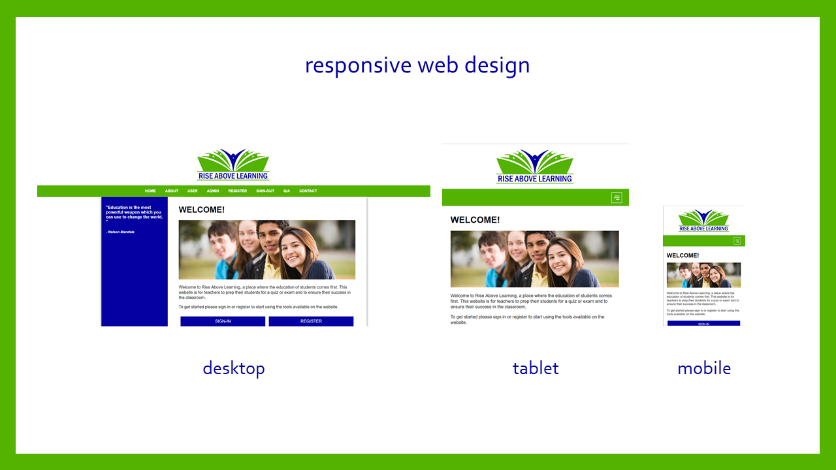 responsive web design
RISE ABOVE LEARNING
HOME ABOUT USER ADMIN REGISTER SIGN-OUT Q/A CONTACT
"Education is the most
powerful weapon which you
can use to change the world.
"
- Nelson Mandela
WELCOME!
Welcome to Rise Above Learning, a place where the education of students comes first. This
website is for teachers to prep their students for a quiz or exam and to ensure their success in
the classroom.
To get started please sign in or register to start using the tools available on the website.
SIGN-IN REGISTER
desktop
RISE ABOVE LEARNING
WELCOME!
Welcome to Rise Above Learning, a place where the education of students comes
first. This website is for teachers to prep their students for a quiz or exam and to
ensure their success in the classroom.
To get started please sign in or register to start using the tools available on the
website.
tablet
RISE ABOVE LEARNING
WELCOME!
Welcome to Rise Above Learning, a place where the
education of students comes first. This website is for
teachers to prep their students for a quiz or exam and to
ensure their success in the classroom.
To get started please sign in or register to start using the
tools available on the website.
SIGN-IN
mobile